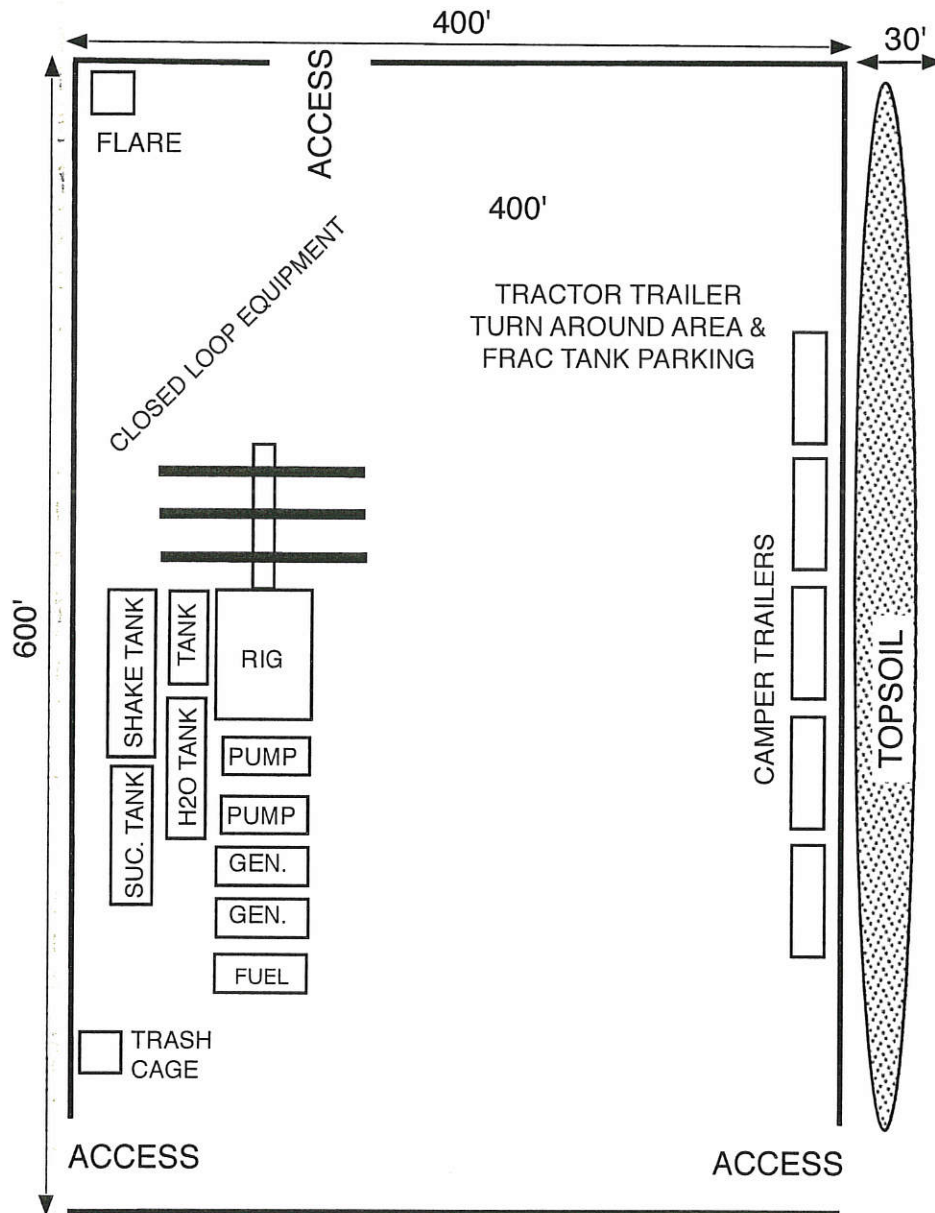 400'
30'
ACCESS
FLARE
400'
CLOSED LOOP EQUIPMENT
TRACTOR TRAILER
TURN AROUND AREA &
FRAC TANK PARKING
600'
SHAKE TANK
TANK
RIG
CAMPER TRAILERS
TOPSOIL
SUC. TANK
H2O TANK
PUMP
PUMP
GEN.
GEN.
FUEL
TRASH
CAGE
ACCESS
ACCESS